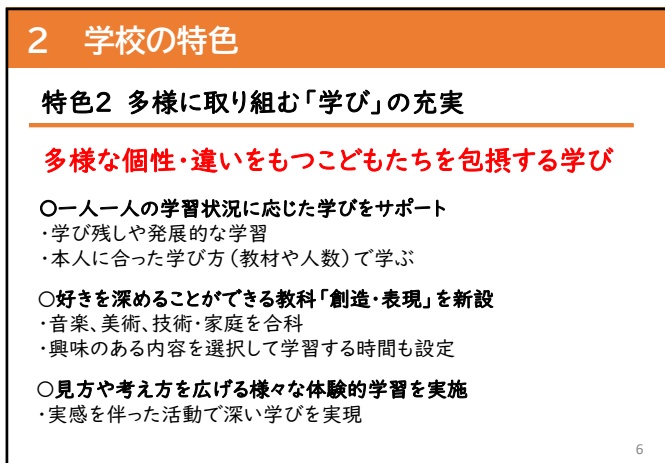 2　学校の特色
特色2 多様に取り組む「学び」の充実
多様な個性・違いをもつこどもたちを包摂する学び
○一人一人の学習状況に応じた学びをサポート
・学び残しや発展的な学習
・本人に合った学び方（教材や人数）で学ぶ
○好きを深めることができる教科「創造・表現」を新設
・音楽、美術、技術・家庭を合科
・興味のある内容を選択して学習する時間も設定
○見方や考え方を広げる様々な体験的学習を実施
・実感を伴った活動で深い学びを実現
6